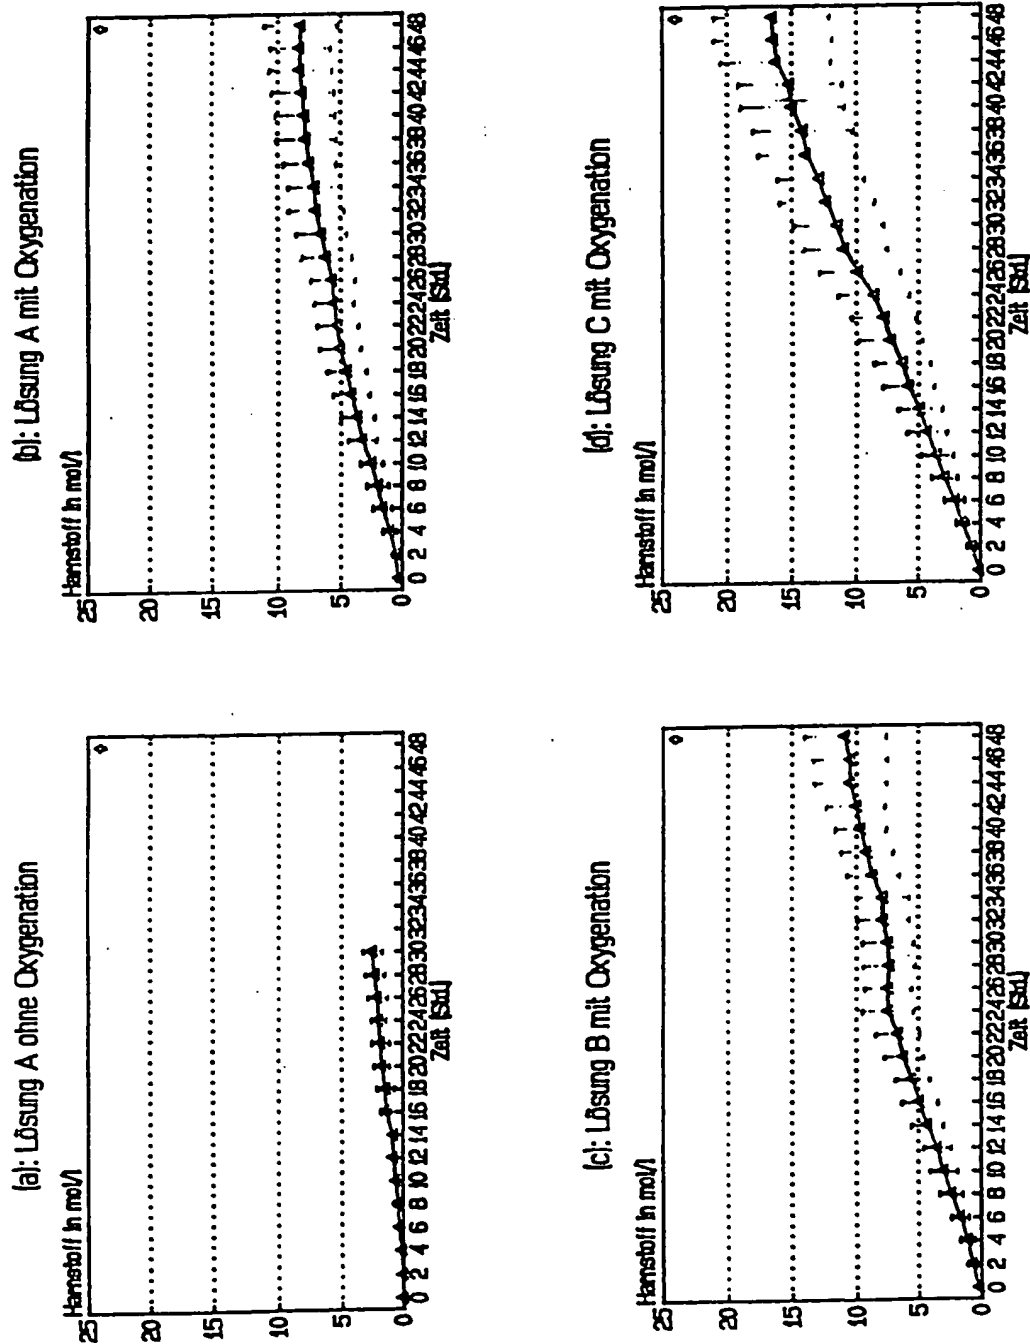 (a): Lösung A ohne Oxygenation
Harnstoff in mol/l
25
20
15
10
5
0
0 2 4 6 8 10 12 14 16 18 20 22 24 26 28 30 32 34 36 38 40 42 44 46 48
Zeit [Std.]
(b): Lösung A mit Oxygenation
Harnstoff in mol/l
25
20
15
10
5
0
0 2 4 6 8 10 12 14 16 18 20 22 24 26 28 30 32 34 36 38 40 42 44 46 48
Zeit [Std.]
(c): Lösung B mit Oxygenation
Harnstoff in mol/l
25
20
15
10
5
0
0 2 4 6 8 10 12 14 16 18 20 22 24 26 28 30 32 34 36 38 40 42 44 46 48
Zeit [Std.]
(d): Lösung C mit Oxygenation
Harnstoff in mol/l
25
20
15
10
5
0
0 2 4 6 8 10 12 14 16 18 20 22 24 26 28 30 32 34 36 38 40 42 44 46 48
Zeit [Std.]